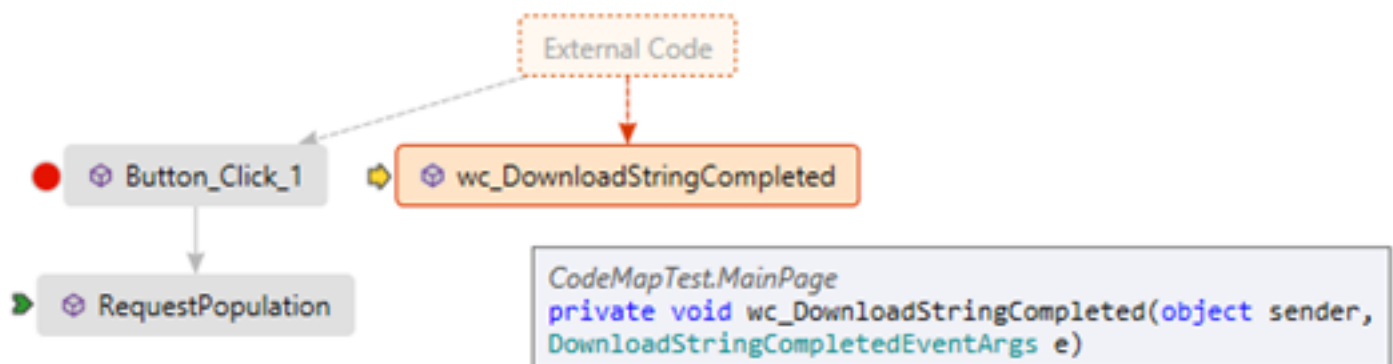 External Code
Button_Click_1
wc_DownloadStringCompleted
RequestPopulation
CodeMapTest.MainPage
private void wc_DownloadStringCompleted(object sender,
DownloadStringCompletedEventArgs e)